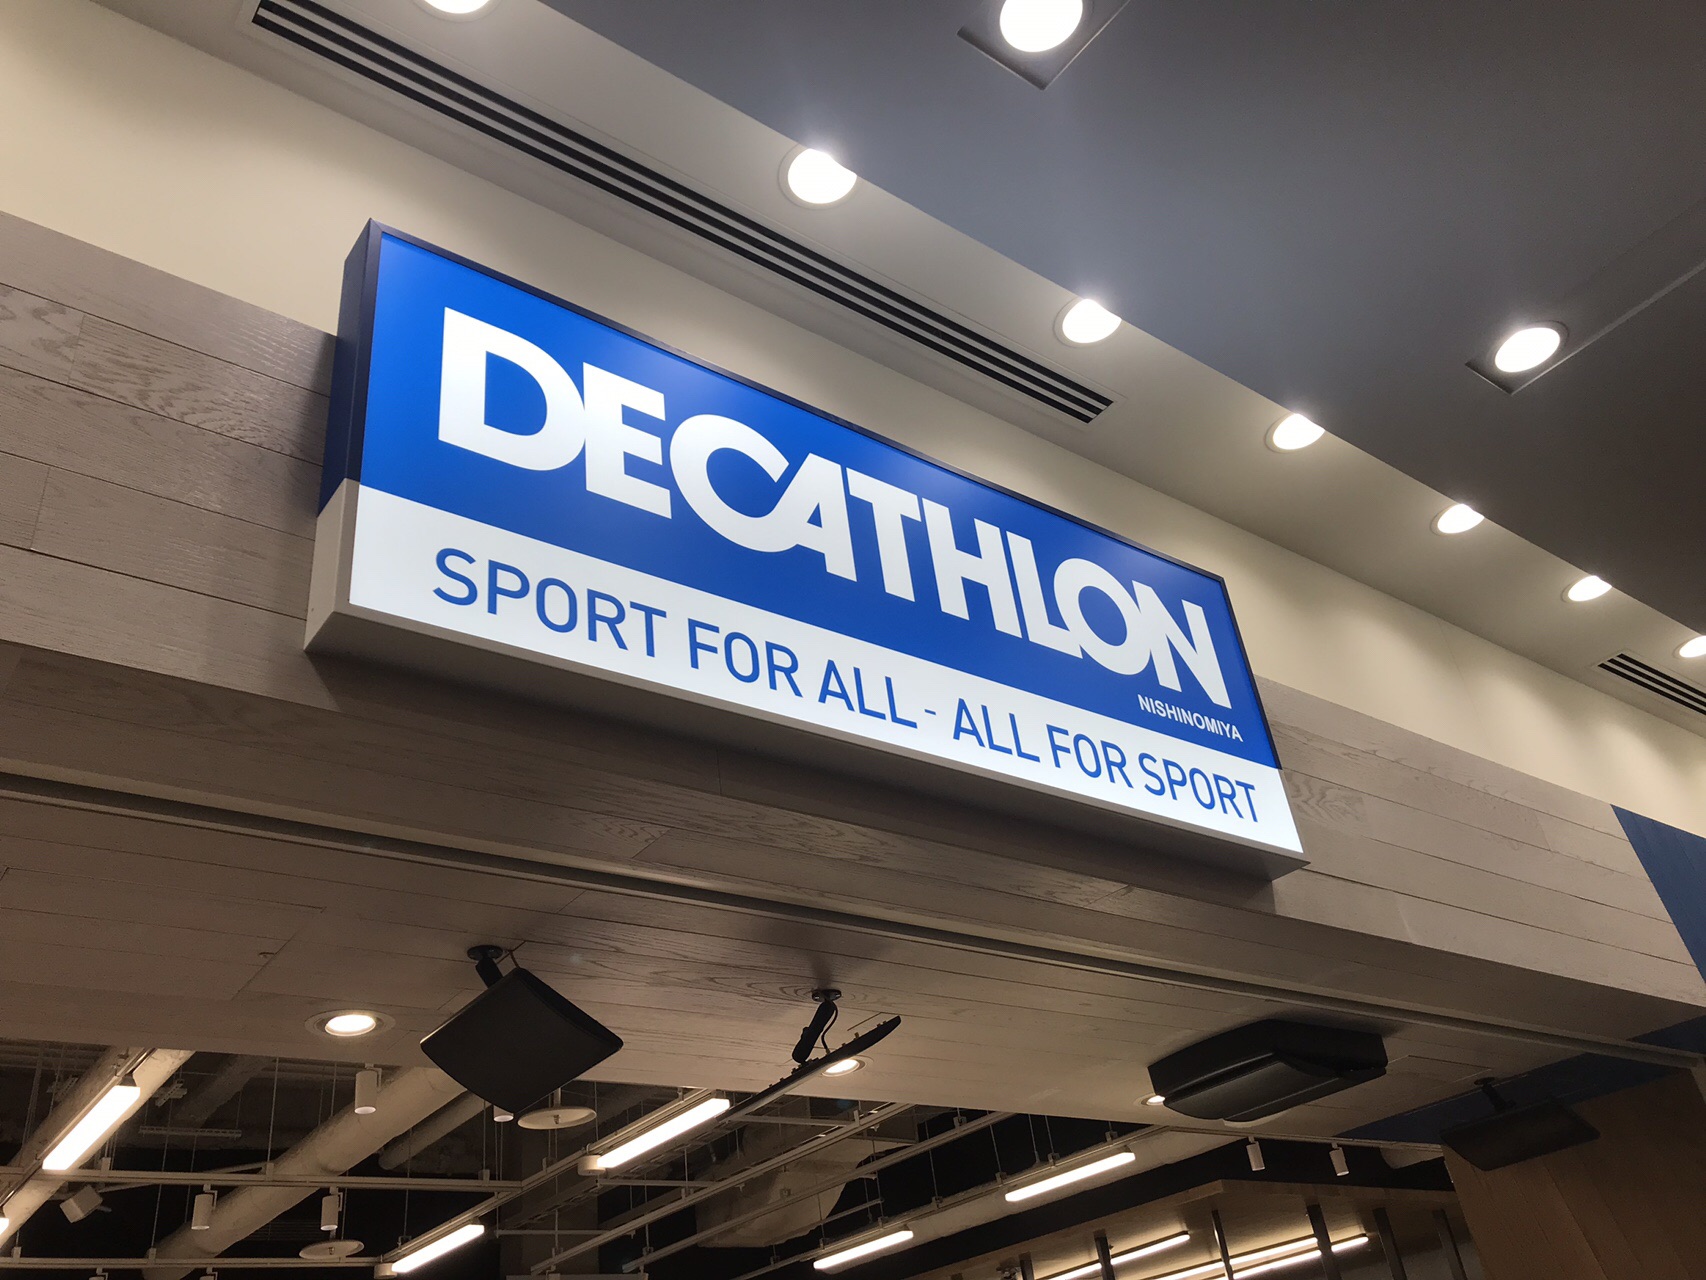 DECATHLON
NISHINOMIYA
SPORT FOR ALL - ALL FOR SPORT